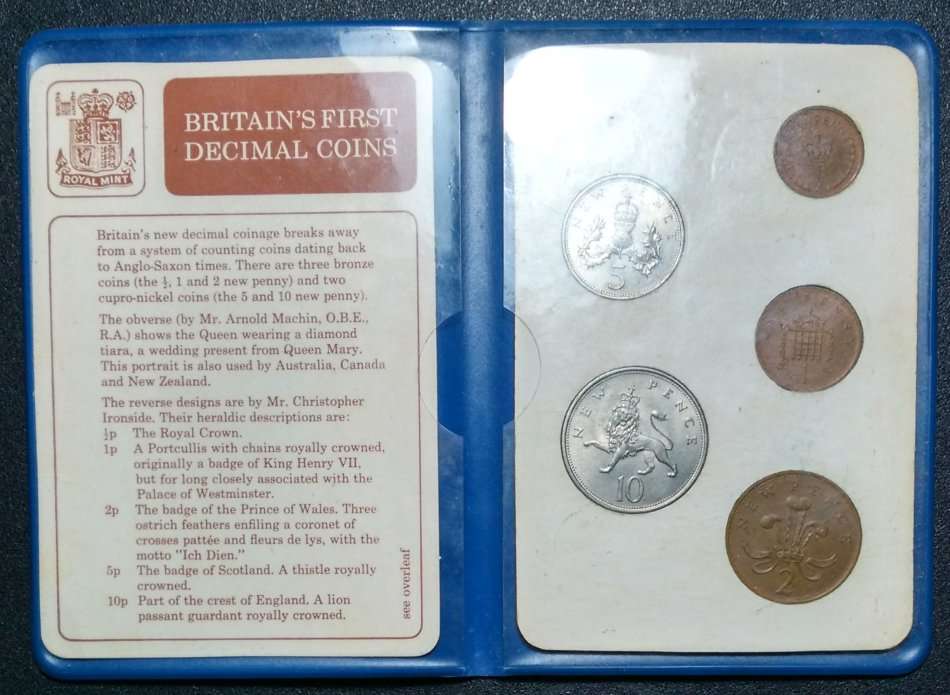 ROYAL MINT
BRITAIN'S FIRST
DECIMAL COINS
Britain's new decimal coinage breaks away
from a system of counting coins dating back
to Anglo-Saxon times. There are three bronze
coins (the ½, 1 and 2 new penny) and two
cupro-nickel coins (the 5 and 10 new penny).
The obverse (by Mr. Arnold Machin, O.B.E.,
R.A.) shows the Queen wearing a diamond
tiara, a wedding present from Queen Mary.
This portrait is also used by Australia, Canada
and New Zealand.
The reverse designs are by Mr. Christopher
Ironside. Their heraldic descriptions are:
½p The Royal Crown.
1p A Portcullis with chains royally crowned,
originally a badge of King Henry VII,
but for long closely associated with the
Palace of Westminster.
2p The badge of the Prince of Wales. Three
ostrich feathers enfiling a coronet of
crosses pattée and fleurs de lys, with the
motto "Ich Dien."
5p The badge of Scotland. A thistle royally
crowned.
10p Part of the crest of England. A lion
passant guardant royally crowned.
see overleaf
5
NEW PENCE
10
NEW PENCE
2